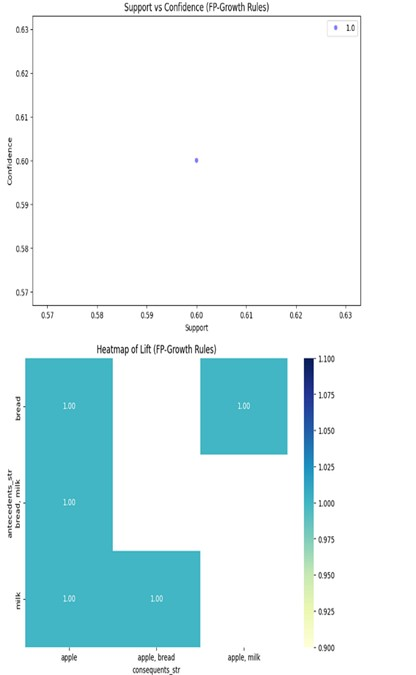 Support vs Confidence (FP-Growth Rules)
1.0
0.63
0.62
0.61
0.60
0.59
0.58
0.57
Confidence
0.57 0.58 0.59 0.60 0.61 0.62 0.63
Support
Heatmap of Lift (FP-Growth Rules)
bread
bread, milk
milk
antecedents_str
1.00 1.00
1.00
1.00 1.00
apple apple, bread apple, milk
consequents_str
1.100
1.075
1.050
1.025
1.000
0.975
0.950
0.925
0.900